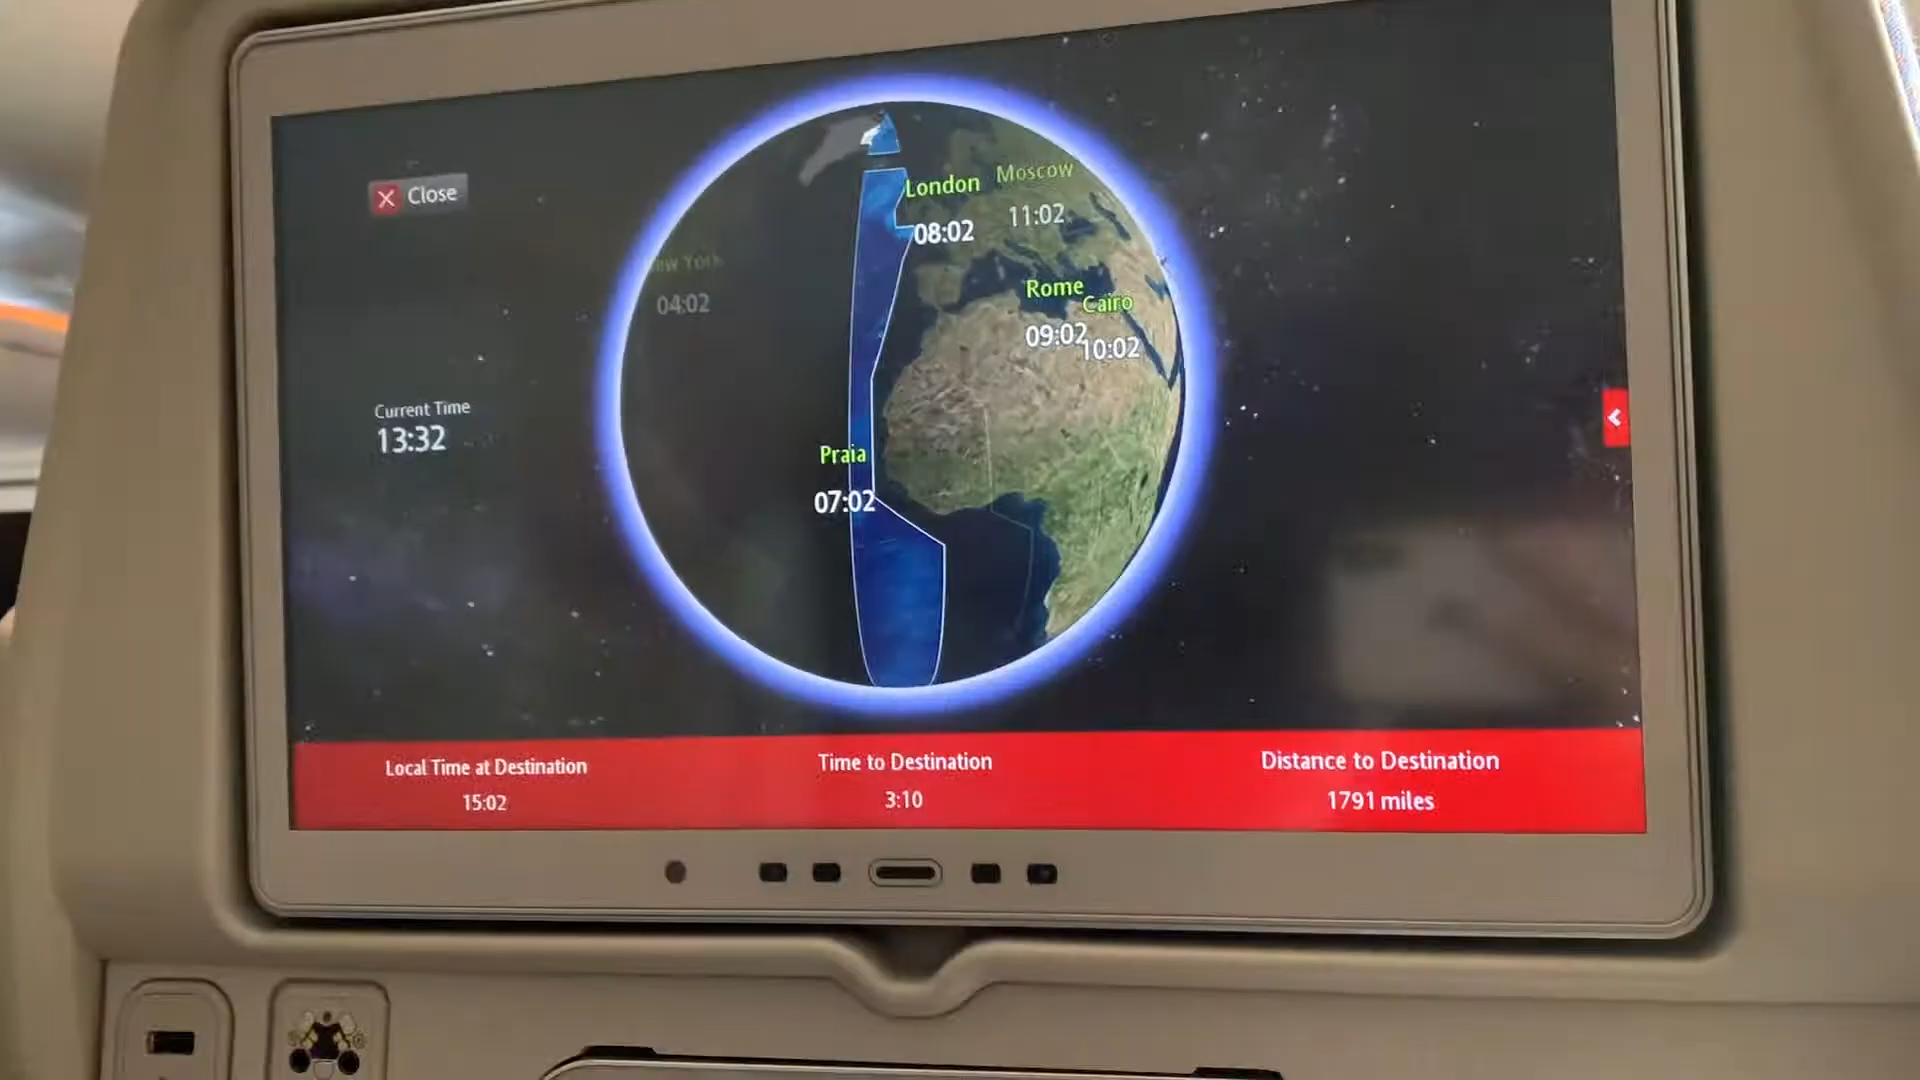 Close
London
Moscow
08:02
11:02
New York
04:02
Rome
Cairo
09:02
10:02
Current Time
13:32
Praia
07:02
Local Time at Destination
15:02
Time to Destination
3:10
Distance to Destination
1791 miles